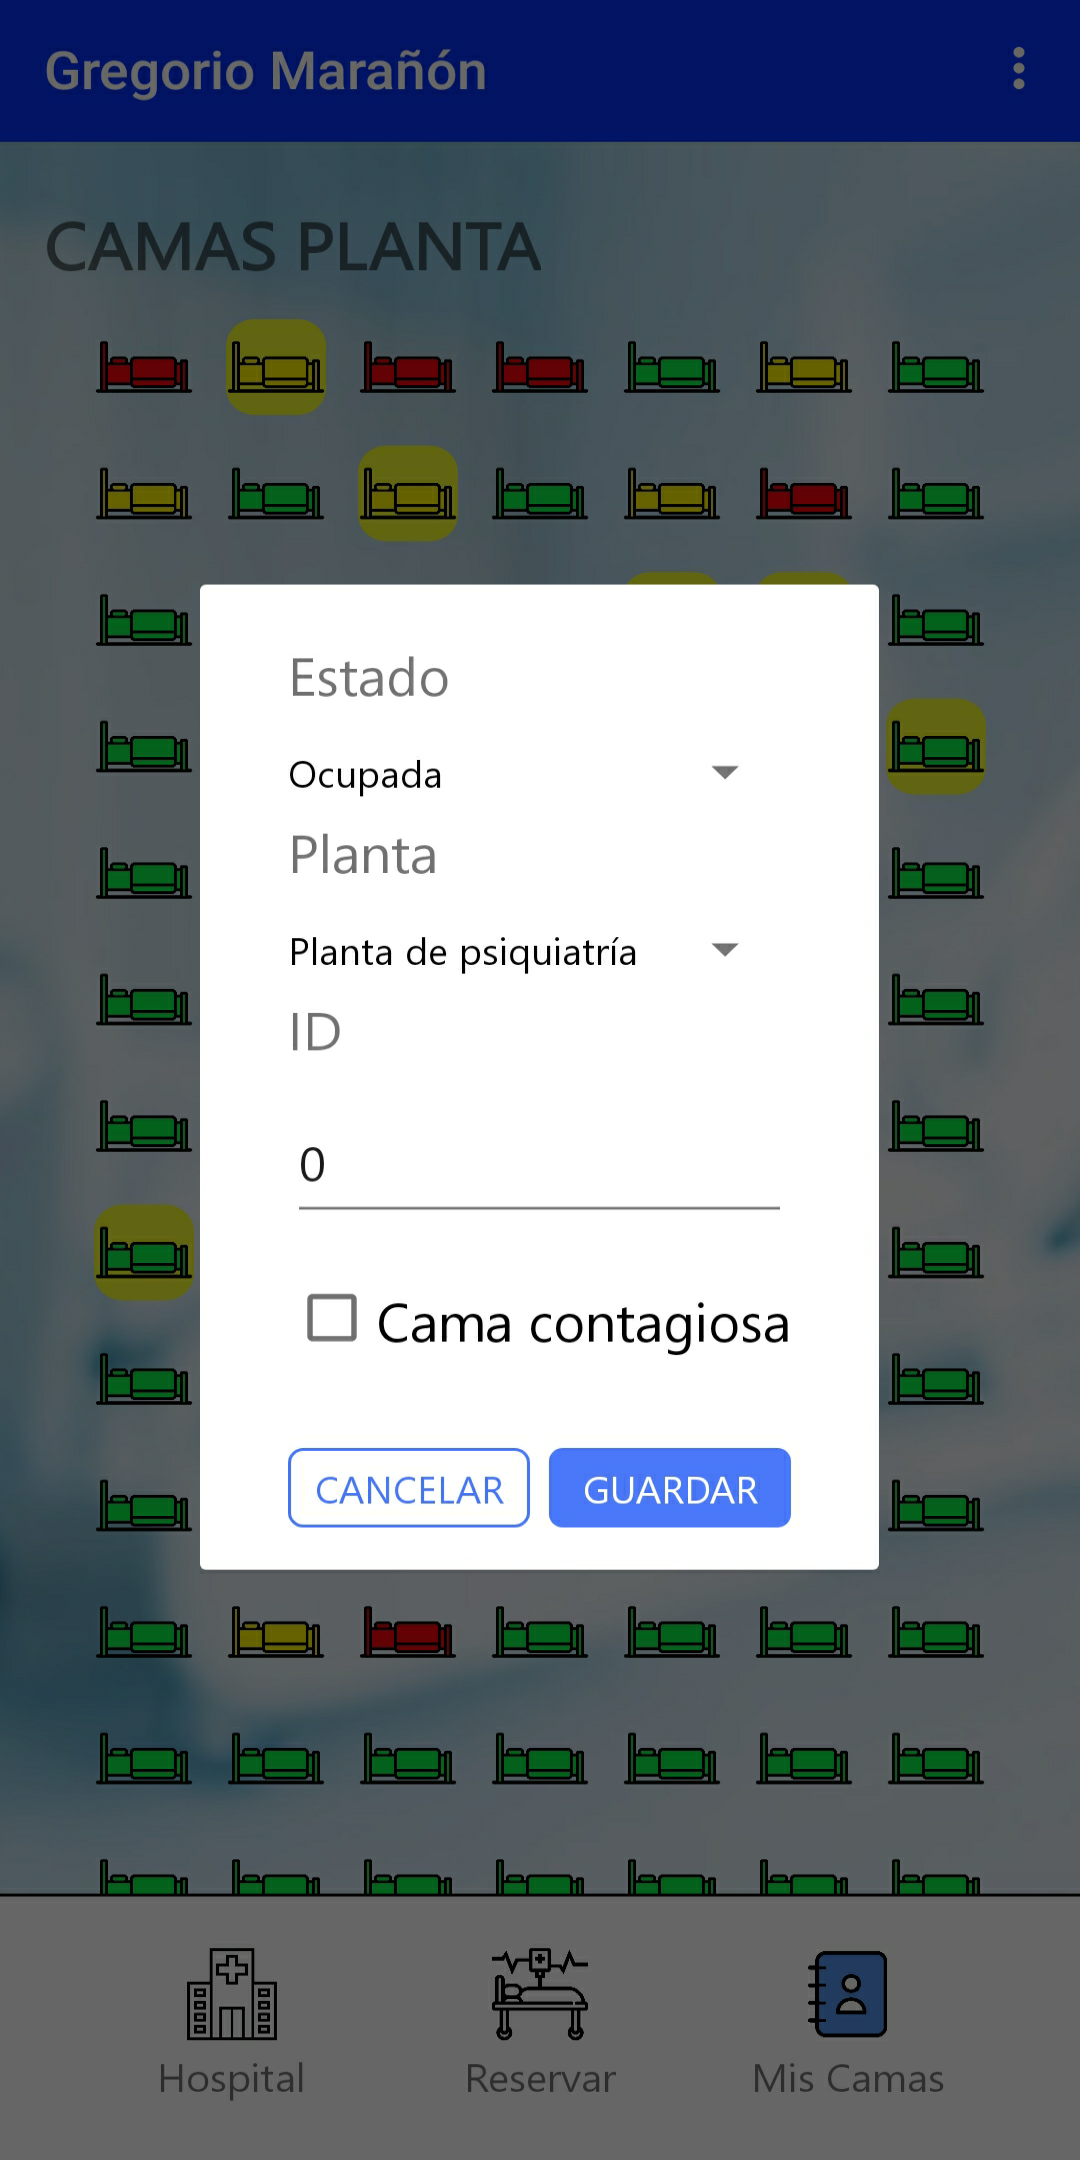 Gregorio Marañón
CAMAS PLANTA
Estado
Ocupada
Planta
Planta de psiquiatría
ID
0
Cama contagiosa
CANCELAR
GUARDAR
Hospital
Reservar
Mis Camas